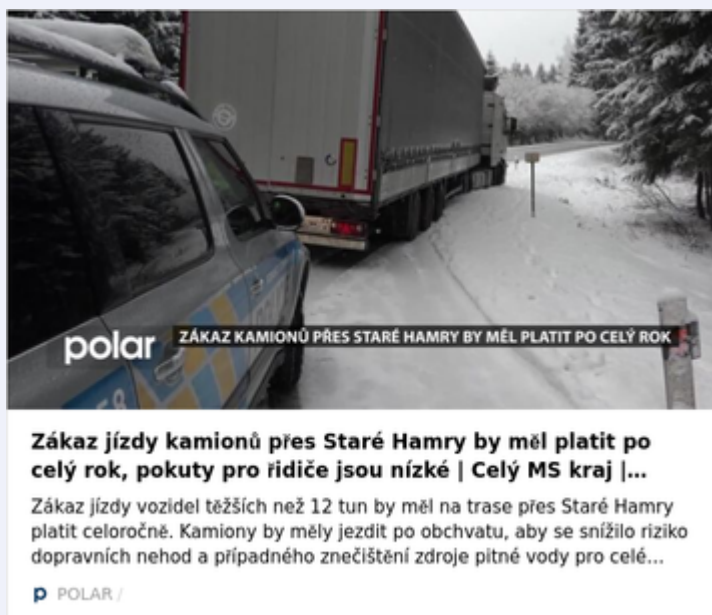 polar
ZÁKAZ KAMIONŮ PŘES STARÉ HAMRY BY MĚL PLATIT PO CELÝ ROK
Zákaz jízdy kamionů přes Staré Hamry by měl platit po
celý rok, pokuty pro řidiče jsou nízké | Celý MS kraj |...
Zákaz jízdy vozidel těžších než 12 tun by měl na trase přes Staré Hamry
platit celoročně. Kamiony by měly jezdit po obchvatu, aby se snížilo riziko
dopravních nehod a případného znečištění zdroje pitné vody pro celé...
POLAR /